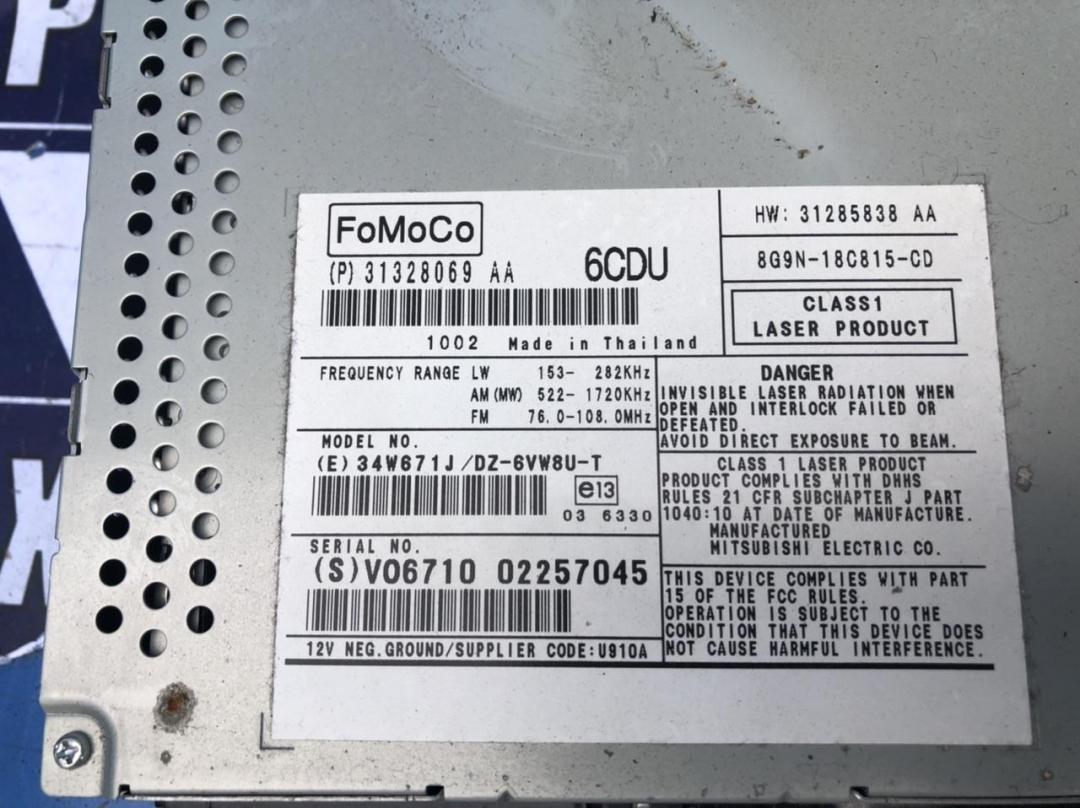 FoMoCo
(P) 31328069 AA
6CDU
1002 Made in Thailand
HW: 31285838 AA
8G9N-18C815-CD
CLASS1
LASER PRODUCT
FREQUENCY RANGE LW 153- 282KHz
AM(MW) 522- 1720KHz
FM 76.0-108.0MHz
DANGER
INVISIBLE LASER RADIATION WHEN
OPEN AND INTERLOCK FAILED OR
DEFEATED.
AVOID DIRECT EXPOSURE TO BEAM.
MODEL NO.
(E) 34W671J/DZ-6VW8U-T
e13
03 6330
CLASS 1 LASER PRODUCT
PRODUCT COMPLIES WITH DHHS
RULES 21 CFR SUBCHAPTER J PART
1040:10 AT DATE OF MANUFACTURE.
MANUFACTURED
MITSUBISHI ELECTRIC CO.
SERIAL NO.
(S)V06710 02257045
THIS DEVICE COMPLIES WITH PART
15 OF THE FCC RULES.
OPERATION IS SUBJECT TO THE
CONDITION THAT THIS DEVICE DOES
NOT CAUSE HARMFUL INTERFERENCE.
12V NEG.GROUND/SUPPLIER CODE:U910A